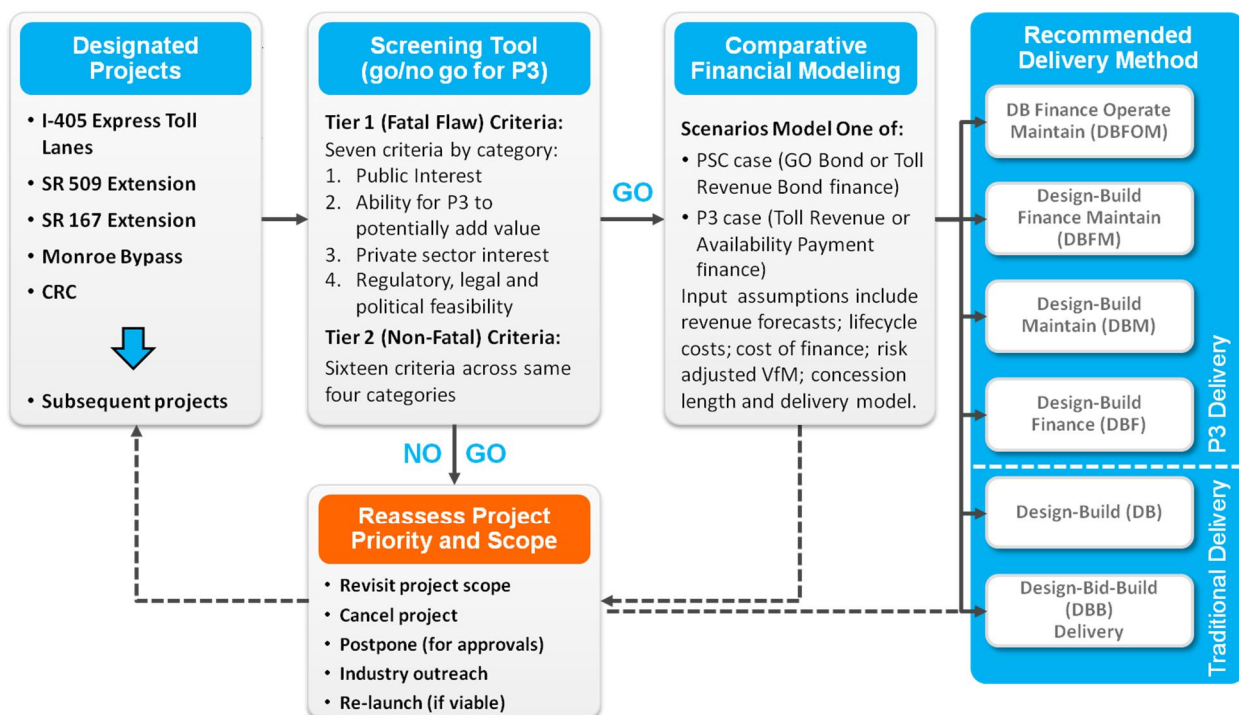 Designated
Projects
• I-405 Express Toll
Lanes
• SR 509 Extension
• SR 167 Extension
• Monroe Bypass
• CRC
• Subsequent projects
Screening Tool
(go/no go for P3)
Tier 1 (Fatal Flaw) Criteria:
Seven criteria by category:
1. Public Interest
2. Ability for P3 to
potentially add value
3. Private sector interest
4. Regulatory, legal and
political feasibility
Tier 2 (Non-Fatal) Criteria:
Sixteen criteria across same
four categories
GO
NO GO
Comparative
Financial Modeling
Scenarios Model One of:
• PSC case (GO Bond or Toll
Revenue Bond finance)
• P3 case (Toll Revenue or
Availability Payment
finance)
Input assumptions include
revenue forecasts; lifecycle
costs; cost of finance; risk
adjusted VfM; concession
length and delivery model.
Reassess Project
Priority and Scope
• Revisit project scope
• Cancel project
• Postpone (for approvals)
• Industry outreach
• Re-launch (if viable)
Recommended
Delivery Method
DB Finance Operate
Maintain (DBFOM)
Design-Build
Finance Maintain
(DBFM)
Design-Build
Maintain (DBM)
Design-Build
Finance (DBF)
P3 Delivery
Design-Build (DB)
Design-Bid-Build
(DBB)
Delivery
Traditional Delivery